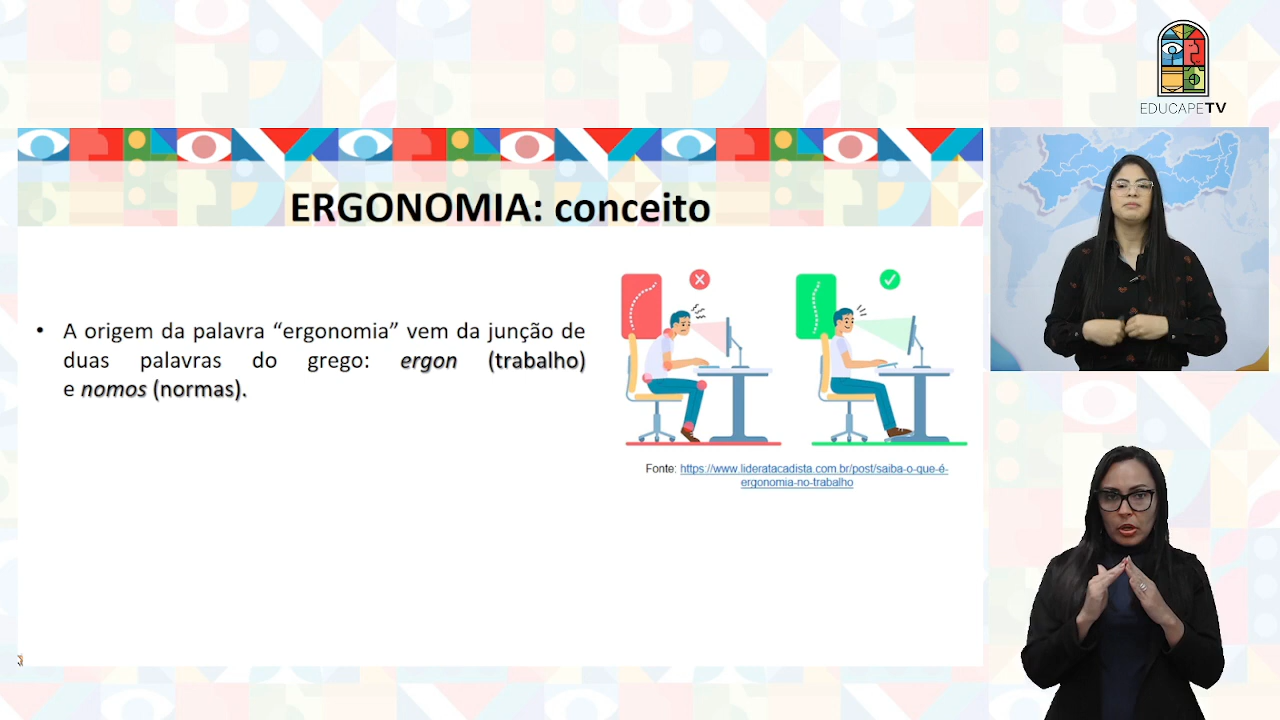 EDUCAPETV
ERGONOMIA: conceito
• A origem da palavra “ergonomia” vem da junção de
duas palavras do grego: ergon (trabalho)
e nomos (normas).
Fonte: https://www.lideratacadista.com.br/post/saiba-o-que-é-
ergonomia-no-trabalho